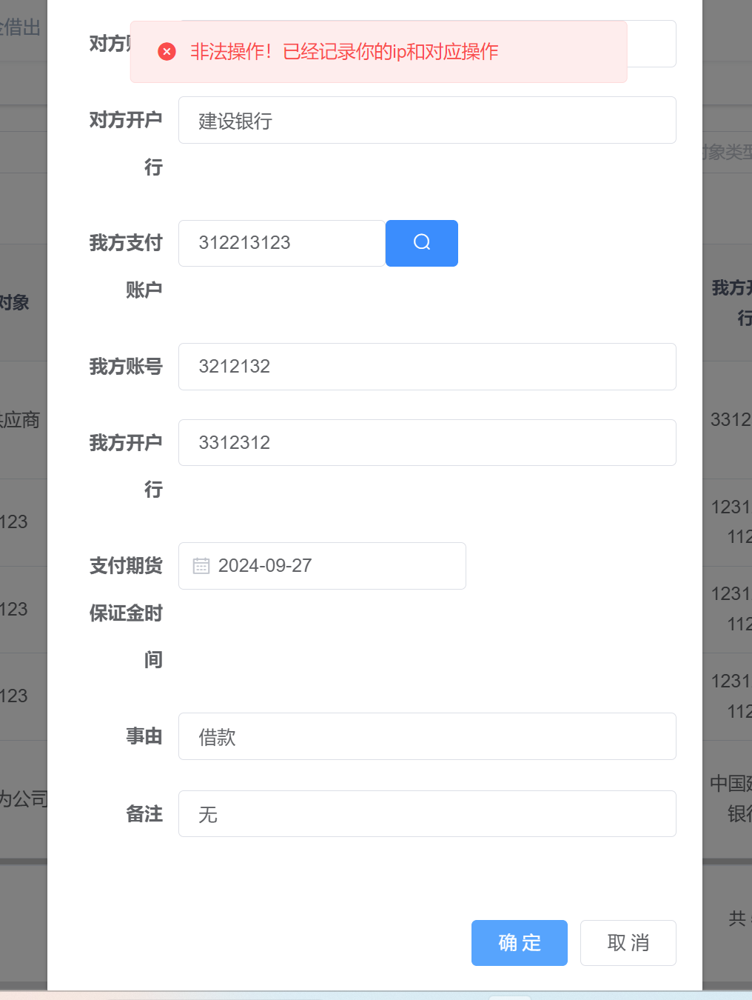 金借出
对方
非法操作！已经记录你的ip和对应操作
对方开户
行
建设银行
对象类型
我方支付
账户
312213123
对象
我方开
行
我方账号
3212132
供应商
3312
我方开户
行
3312312
123
1231
112
支付期货
保证金时
间
2024-09-27
123
1231
112
123
1231
112
事由
借款
为公司
中国建
银行
备注
无
共
确 定
取 消